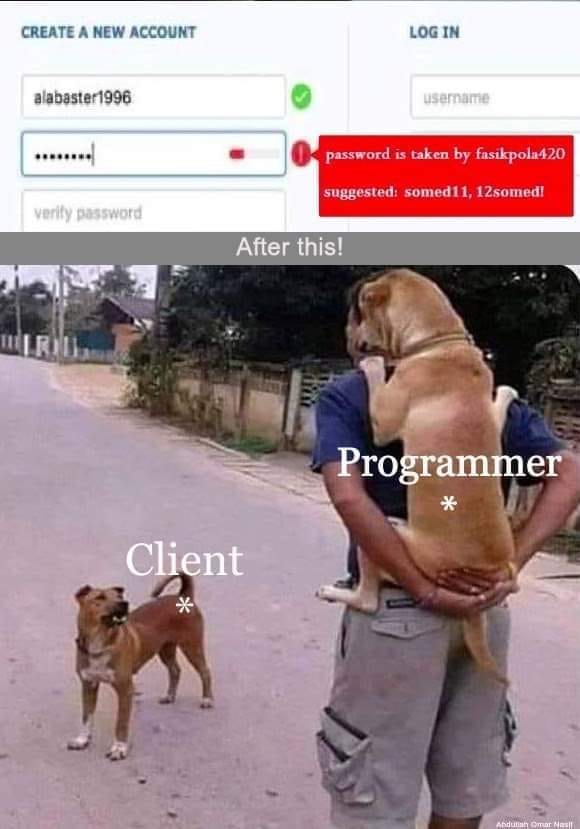 CREATE A NEW ACCOUNT
LOG IN
alabaster1996
username
password is taken by fasikpola420
suggested: somed11, 12somed!
verify password
After this!
Programmer
*
Client
*
Abdullah Omar Nasif